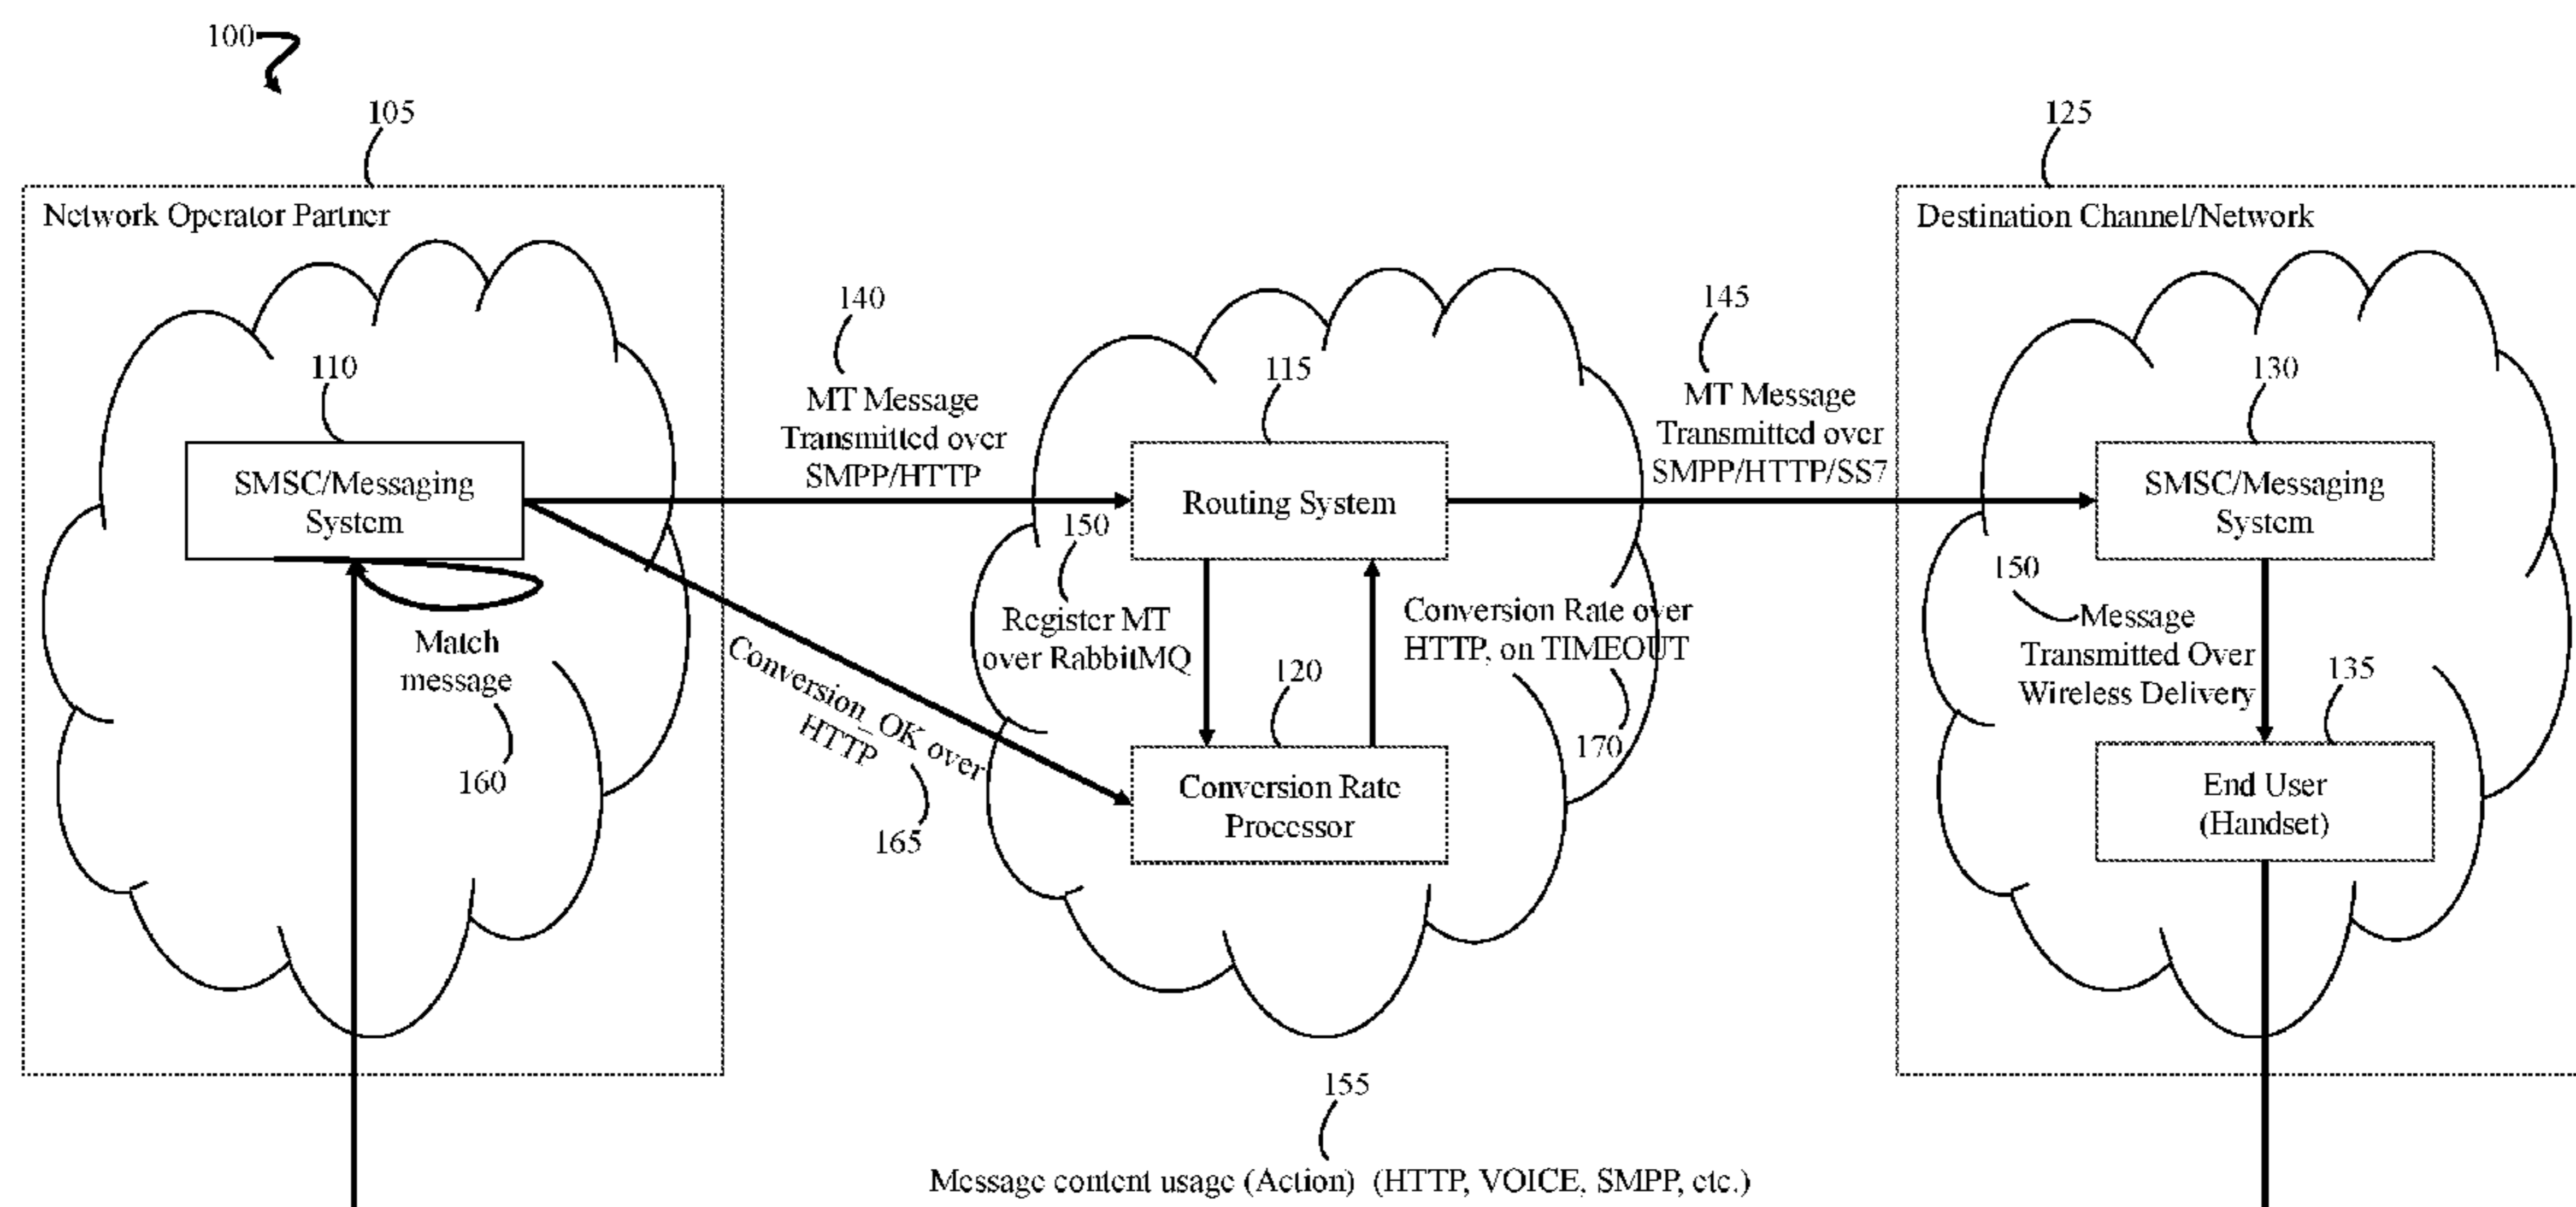 100
105
125
Network Operator Partner
Destination Channel/Network
140
145
110
115
130
MT Message
Transmitted over
SMPP/HTTP
MT Message
Transmitted over
SMPP/HTTP/SS7
SMSC/Messaging
System
Routing System
SMSC/Messaging
System
150
Register MT
over RabbitMQ
Conversion Rate over
HTTP, on TIMEOUT
150
Message
Transmitted Over
Wireless Delivery
Match
message
160
Conversion_OK over
HTTP
165
120
170
135
Conversion Rate
Processor
End User
(Handset)
155
Message content usage (Action) (HTTP, VOICE, SMPP, etc.)